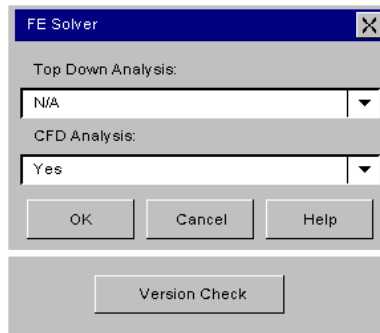 FE Solver
Top Down Analysis:
N/A
CFD Analysis:
Yes
OK Cancel Help
Version Check